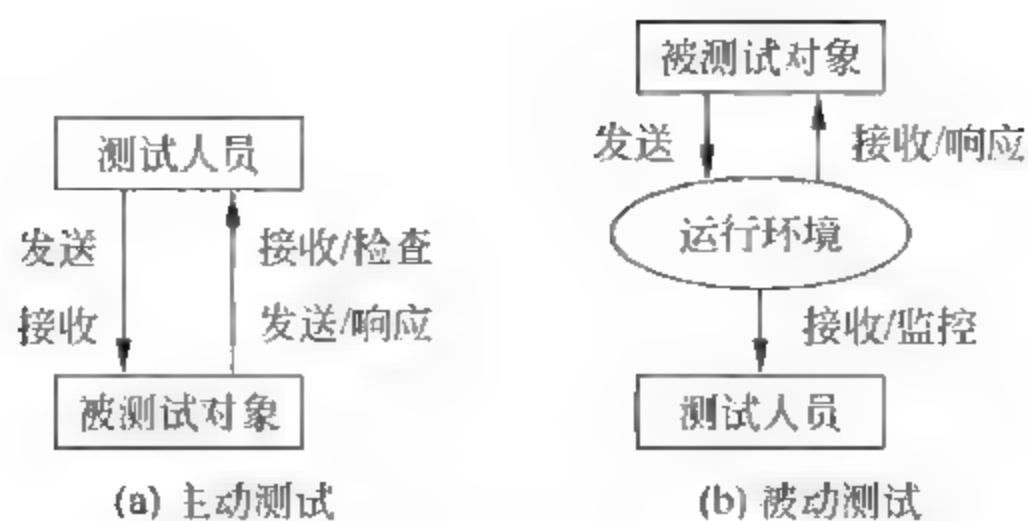 测试人员
发送
接收/检查
接收
发送/响应
被测试对象
(a) 主动测试
被测试对象
发送
接收/响应
运行环境
接收/监控
测试人员
(b) 被动测试